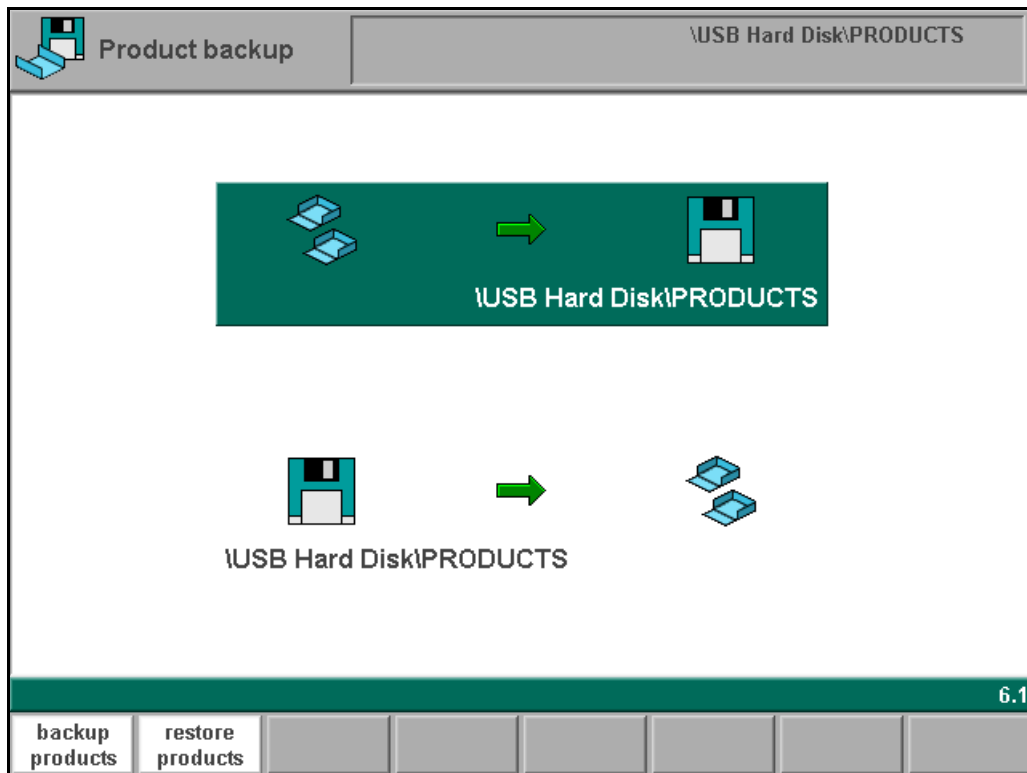 Product backup
\USB Hard Disk\PRODUCTS
\USB Hard Disk\PRODUCTS
\USB Hard Disk\PRODUCTS
6.1
backup
products
restore
products